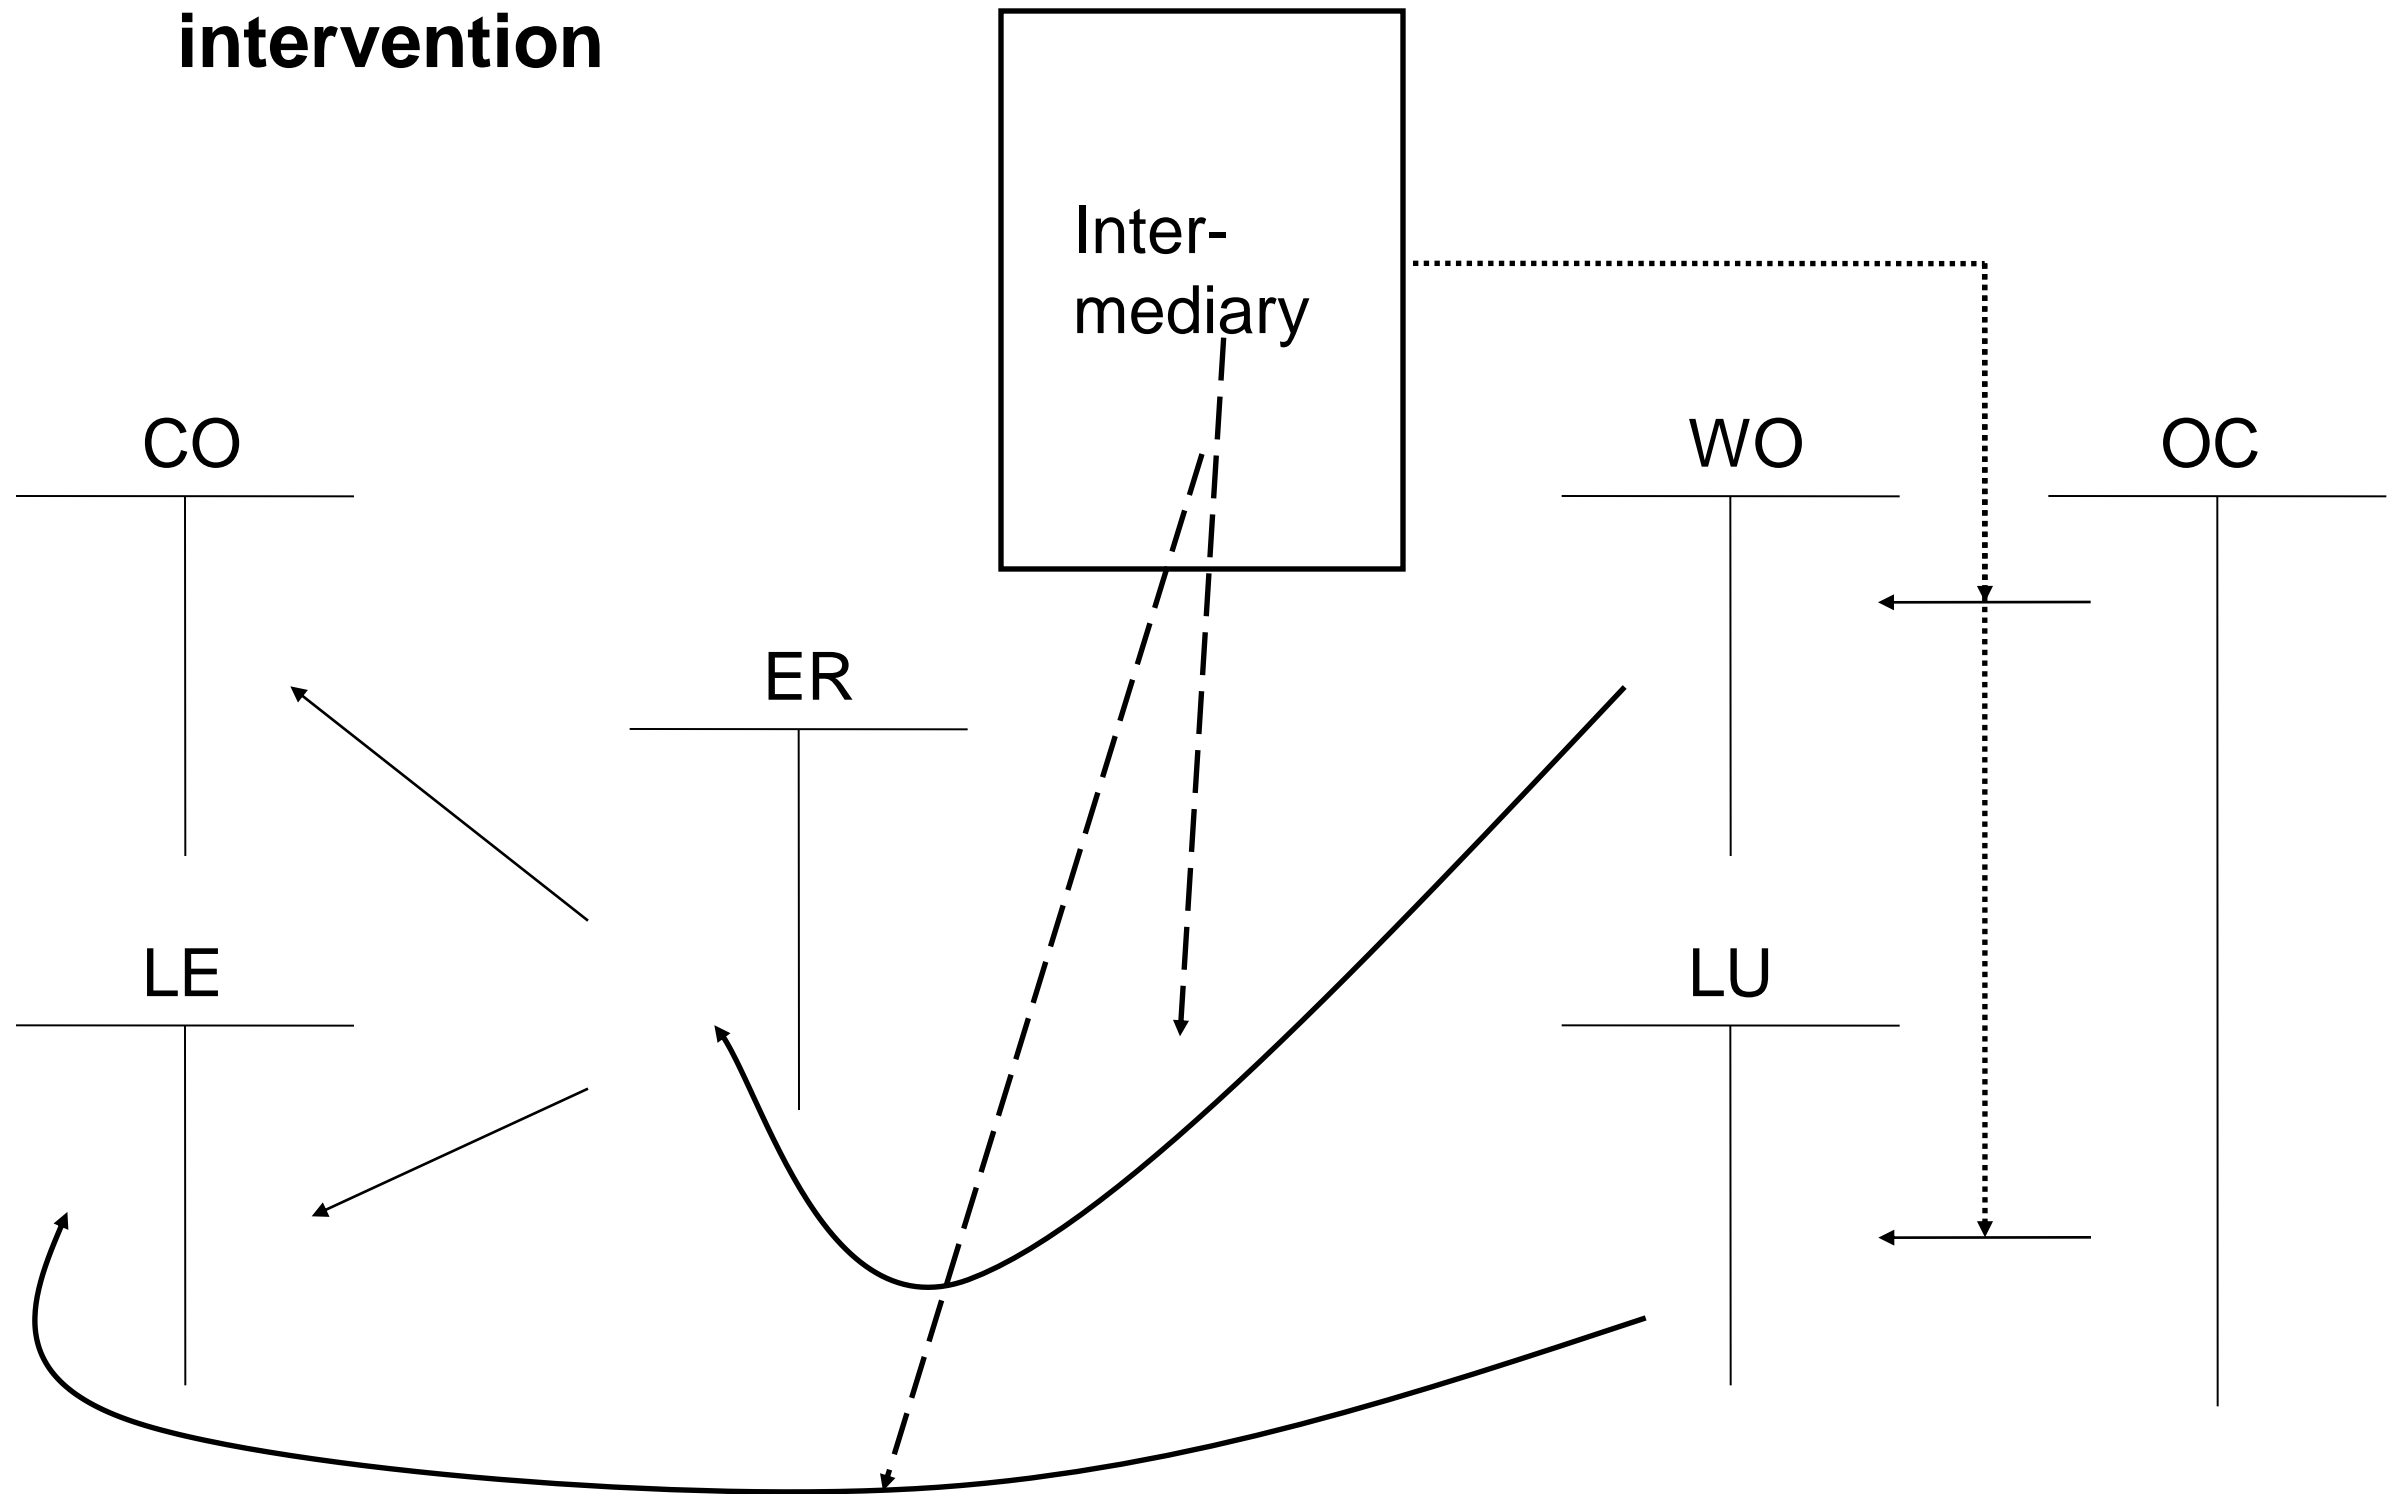 intervention
Inter-
mediary
CO
WO
OC
ER
LE
LU